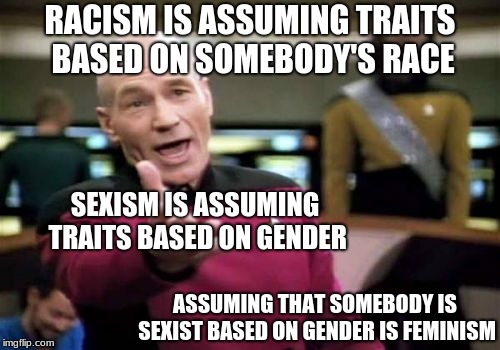 RACISM IS ASSUMING TRAITS
BASED ON SOMEBODY'S RACE
SEXISM IS ASSUMING
TRAITS BASED ON GENDER
ASSUMING THAT SOMEBODY IS
SEXIST BASED ON GENDER IS FEMINISM
imgflip.com